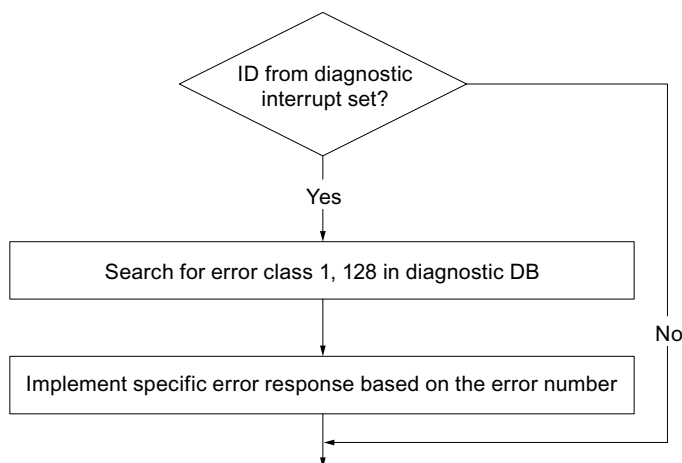 ID from diagnostic
interrupt set?
Yes
Search for error class 1, 128 in diagnostic DB
No
Implement specific error response based on the error number